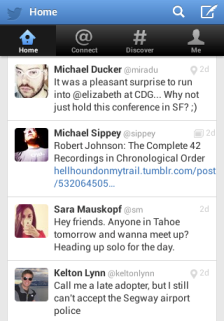 Home
Home
Connect
Discover
Me
Michael Ducker @miradu 2d
It was a pleasant surprise to run
into @elizabeth at CDG... Why not
just hold this conference in SF? ;)
Michael Sippey @sippey 2d
Robert Johnson: The Complete 42
Recordings in Chronological Order
hellhoundonmytrail.tumblr.com/post
/532064505…
Sara Mauskopf @sm 2d
Hey friends. Anyone in Tahoe
tomorrow and wanna meet up?
Heading up solo for the day.
Kelton Lynn @keltonlynn 2d
Call me a late adopter, but I still
can't accept the Segway airport
police